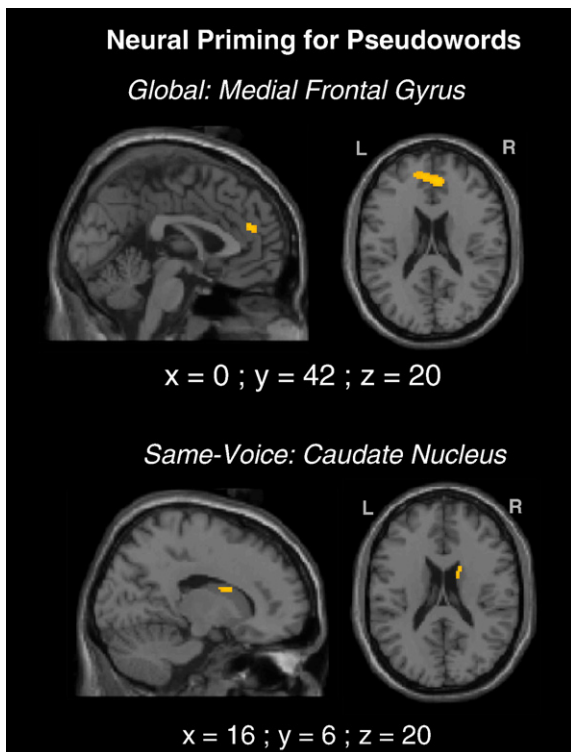 Neural Priming for Pseudowords
Global: Medial Frontal Gyrus
L R
x = 0 ; y = 42 ; z = 20
Same-Voice: Caudate Nucleus
L R
x = 16 ; y = 6 ; z = 20